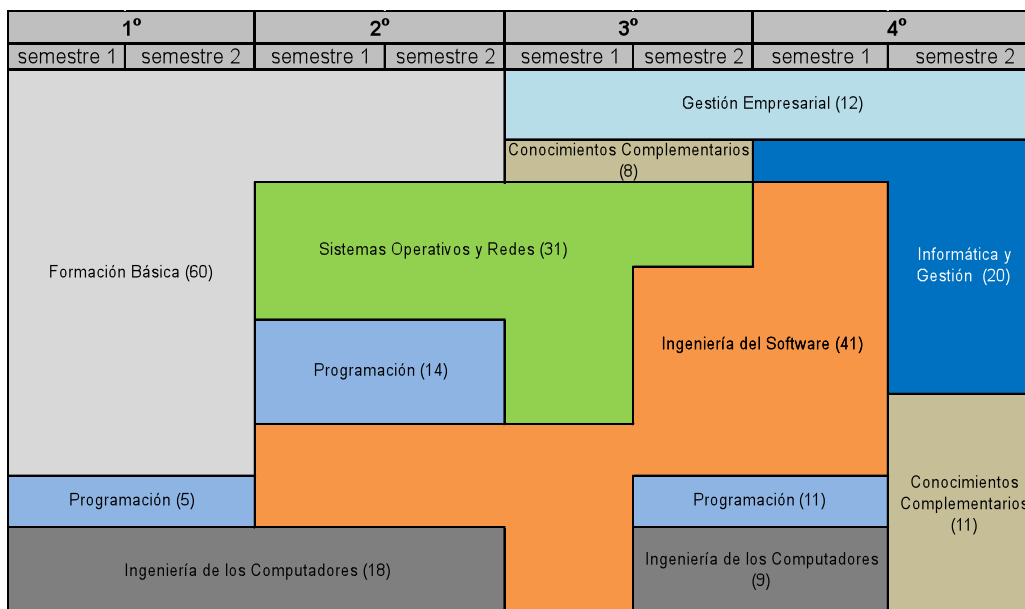 1º 2º 3º 4º
semestre 1 semestre 2 semestre 1 semestre 2 semestre 1 semestre 2 semestre 1 semestre 2
Gestión Empresarial (12)
Conocimientos Complementarios
(8)
Sistemas Operativos y Redes (31)
Informática y
Gestión (20)
Formación Básica (60)
Ingeniería del Software (41)
Programación (14)
Programación (5)
Programación (11)
Conocimientos
Complementarios
(11)
Ingeniería de los Computadores (18)
Ingeniería de los Computadores
(9)